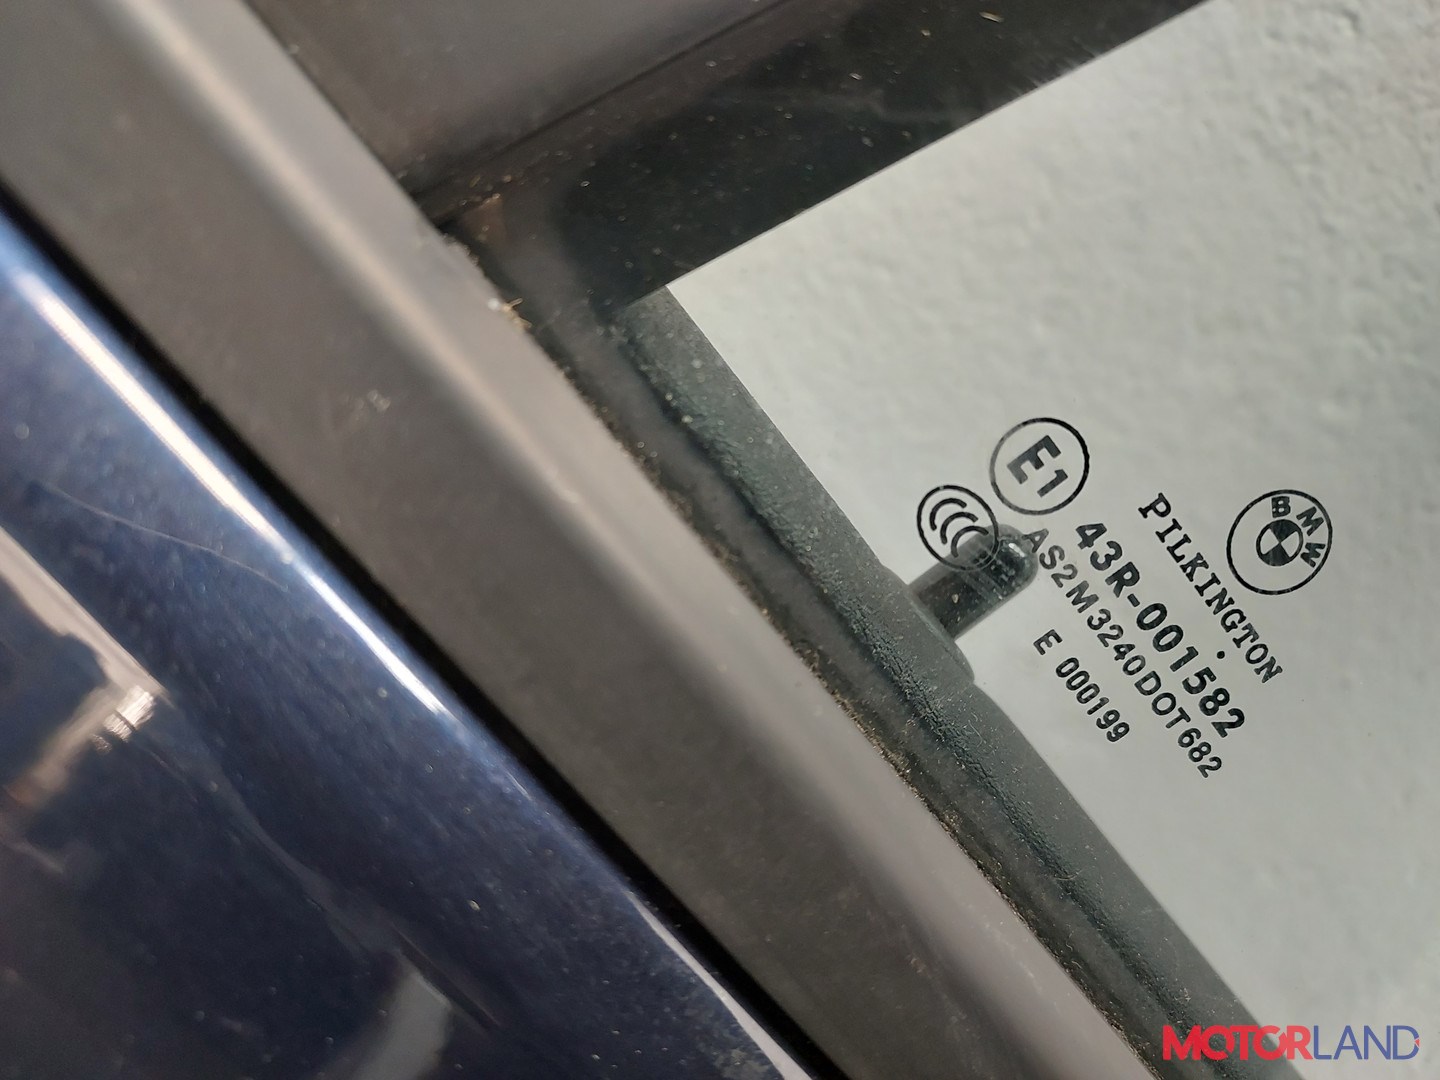 BMW
PILKINGTON
E1 43R-001582
AS2M3240DOT682
E 000199
MOTORLAND